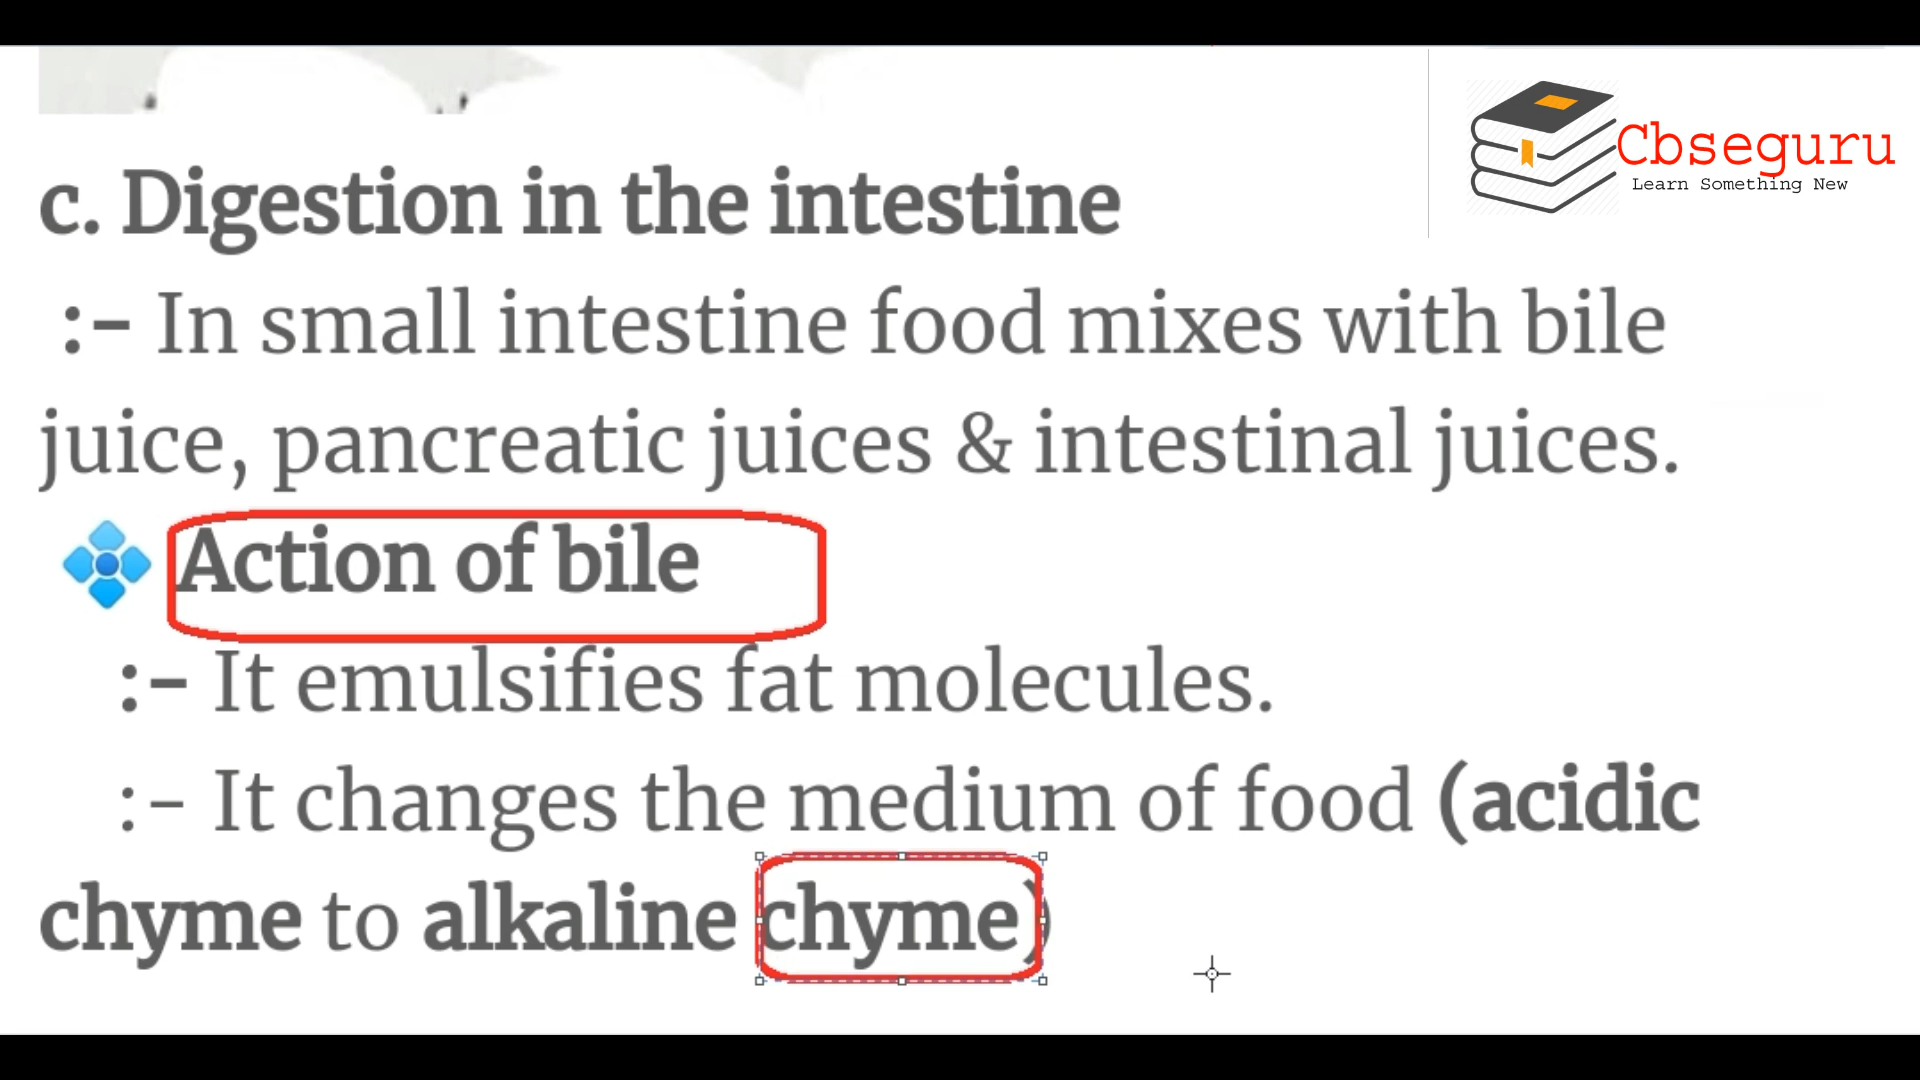 Cbseguru
Learn Something New
c. Digestion in the intestine
:- In small intestine food mixes with bile
juice, pancreatic juices & intestinal juices.
Action of bile
:- It emulsifies fat molecules.
:- It changes the medium of food (acidic
chyme to alkaline chyme)